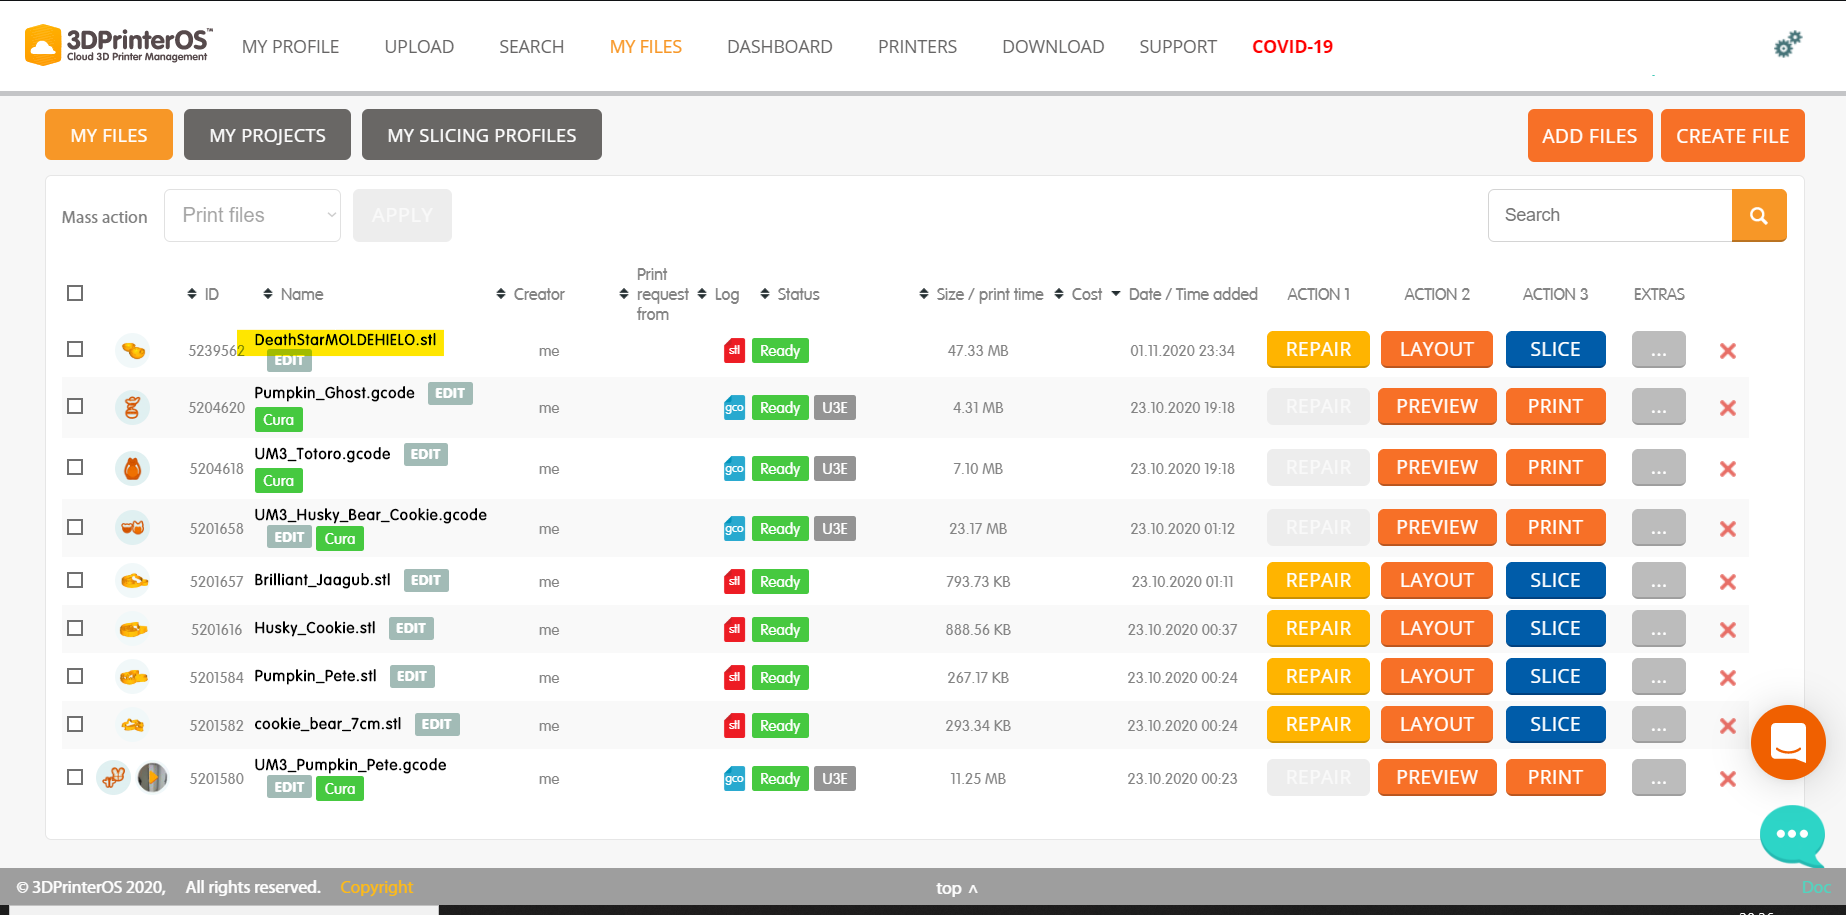 3DPrinterOS™
Cloud 3D Printer Management
MY PROFILE UPLOAD SEARCH MY FILES DASHBOARD PRINTERS DOWNLOAD SUPPORT COVID-19
MY FILES MY PROJECTS MY SLICING PROFILES ADD FILES CREATE FILE
Mass action Print files APPLY Search
ID Name Creator Print request from Log Status Size / print time Cost Date / Time added ACTION 1 ACTION 2 ACTION 3 EXTRAS
5239562 DeathStarMOLDEHIELO.stl EDIT me stl Ready 47.33 MB 01.11.2020 23:34 REPAIR LAYOUT SLICE ...
5204620 Pumpkin_Ghost.gcode EDIT Cura me gco Ready U3E 4.31 MB 23.10.2020 19:18 REPAIR PREVIEW PRINT ...
5204618 UM3_Totoro.gcode EDIT Cura me gco Ready U3E 7.10 MB 23.10.2020 19:18 REPAIR PREVIEW PRINT ...
5201658 UM3_Husky_Bear_Cookie.gcode EDIT Cura me gco Ready U3E 23.17 MB 23.10.2020 01:12 REPAIR PREVIEW PRINT ...
5201657 Brilliant_Jaagub.stl EDIT me stl Ready 793.73 KB 23.10.2020 01:11 REPAIR LAYOUT SLICE ...
5201616 Husky_Cookie.stl EDIT me stl Ready 888.56 KB 23.10.2020 00:37 REPAIR LAYOUT SLICE ...
5201584 Pumpkin_Pete.stl EDIT me stl Ready 267.17 KB 23.10.2020 00:24 REPAIR LAYOUT SLICE ...
5201582 cookie_bear_7cm.stl EDIT me stl Ready 293.34 KB 23.10.2020 00:24 REPAIR LAYOUT SLICE ...
5201580 UM3_Pumpkin_Pete.gcode EDIT Cura me gco Ready U3E 11.25 MB 23.10.2020 00:23 REPAIR PREVIEW PRINT ...
© 3DPrinterOS 2020, All rights reserved. Copyright top ^ Doc